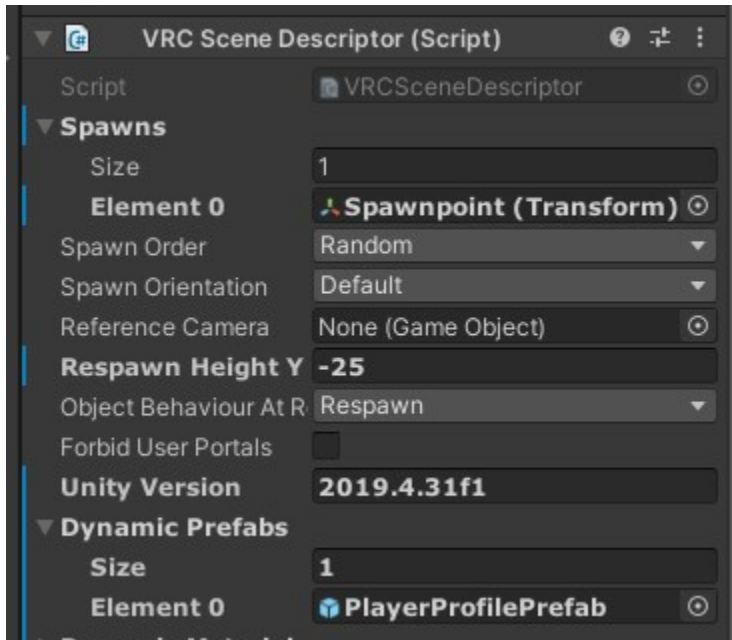 VRC Scene Descriptor (Script)
Script VRCSceneDescriptor
Spawns
Size 1
Element 0 Spawnpoint (Transform)
Spawn Order Random
Spawn Orientation Default
Reference Camera None (Game Object)
Respawn Height Y -25
Object Behaviour At R Respawn
Forbid User Portals
Unity Version 2019.4.31f1
Dynamic Prefabs
Size 1
Element 0 PlayerProfilePrefab